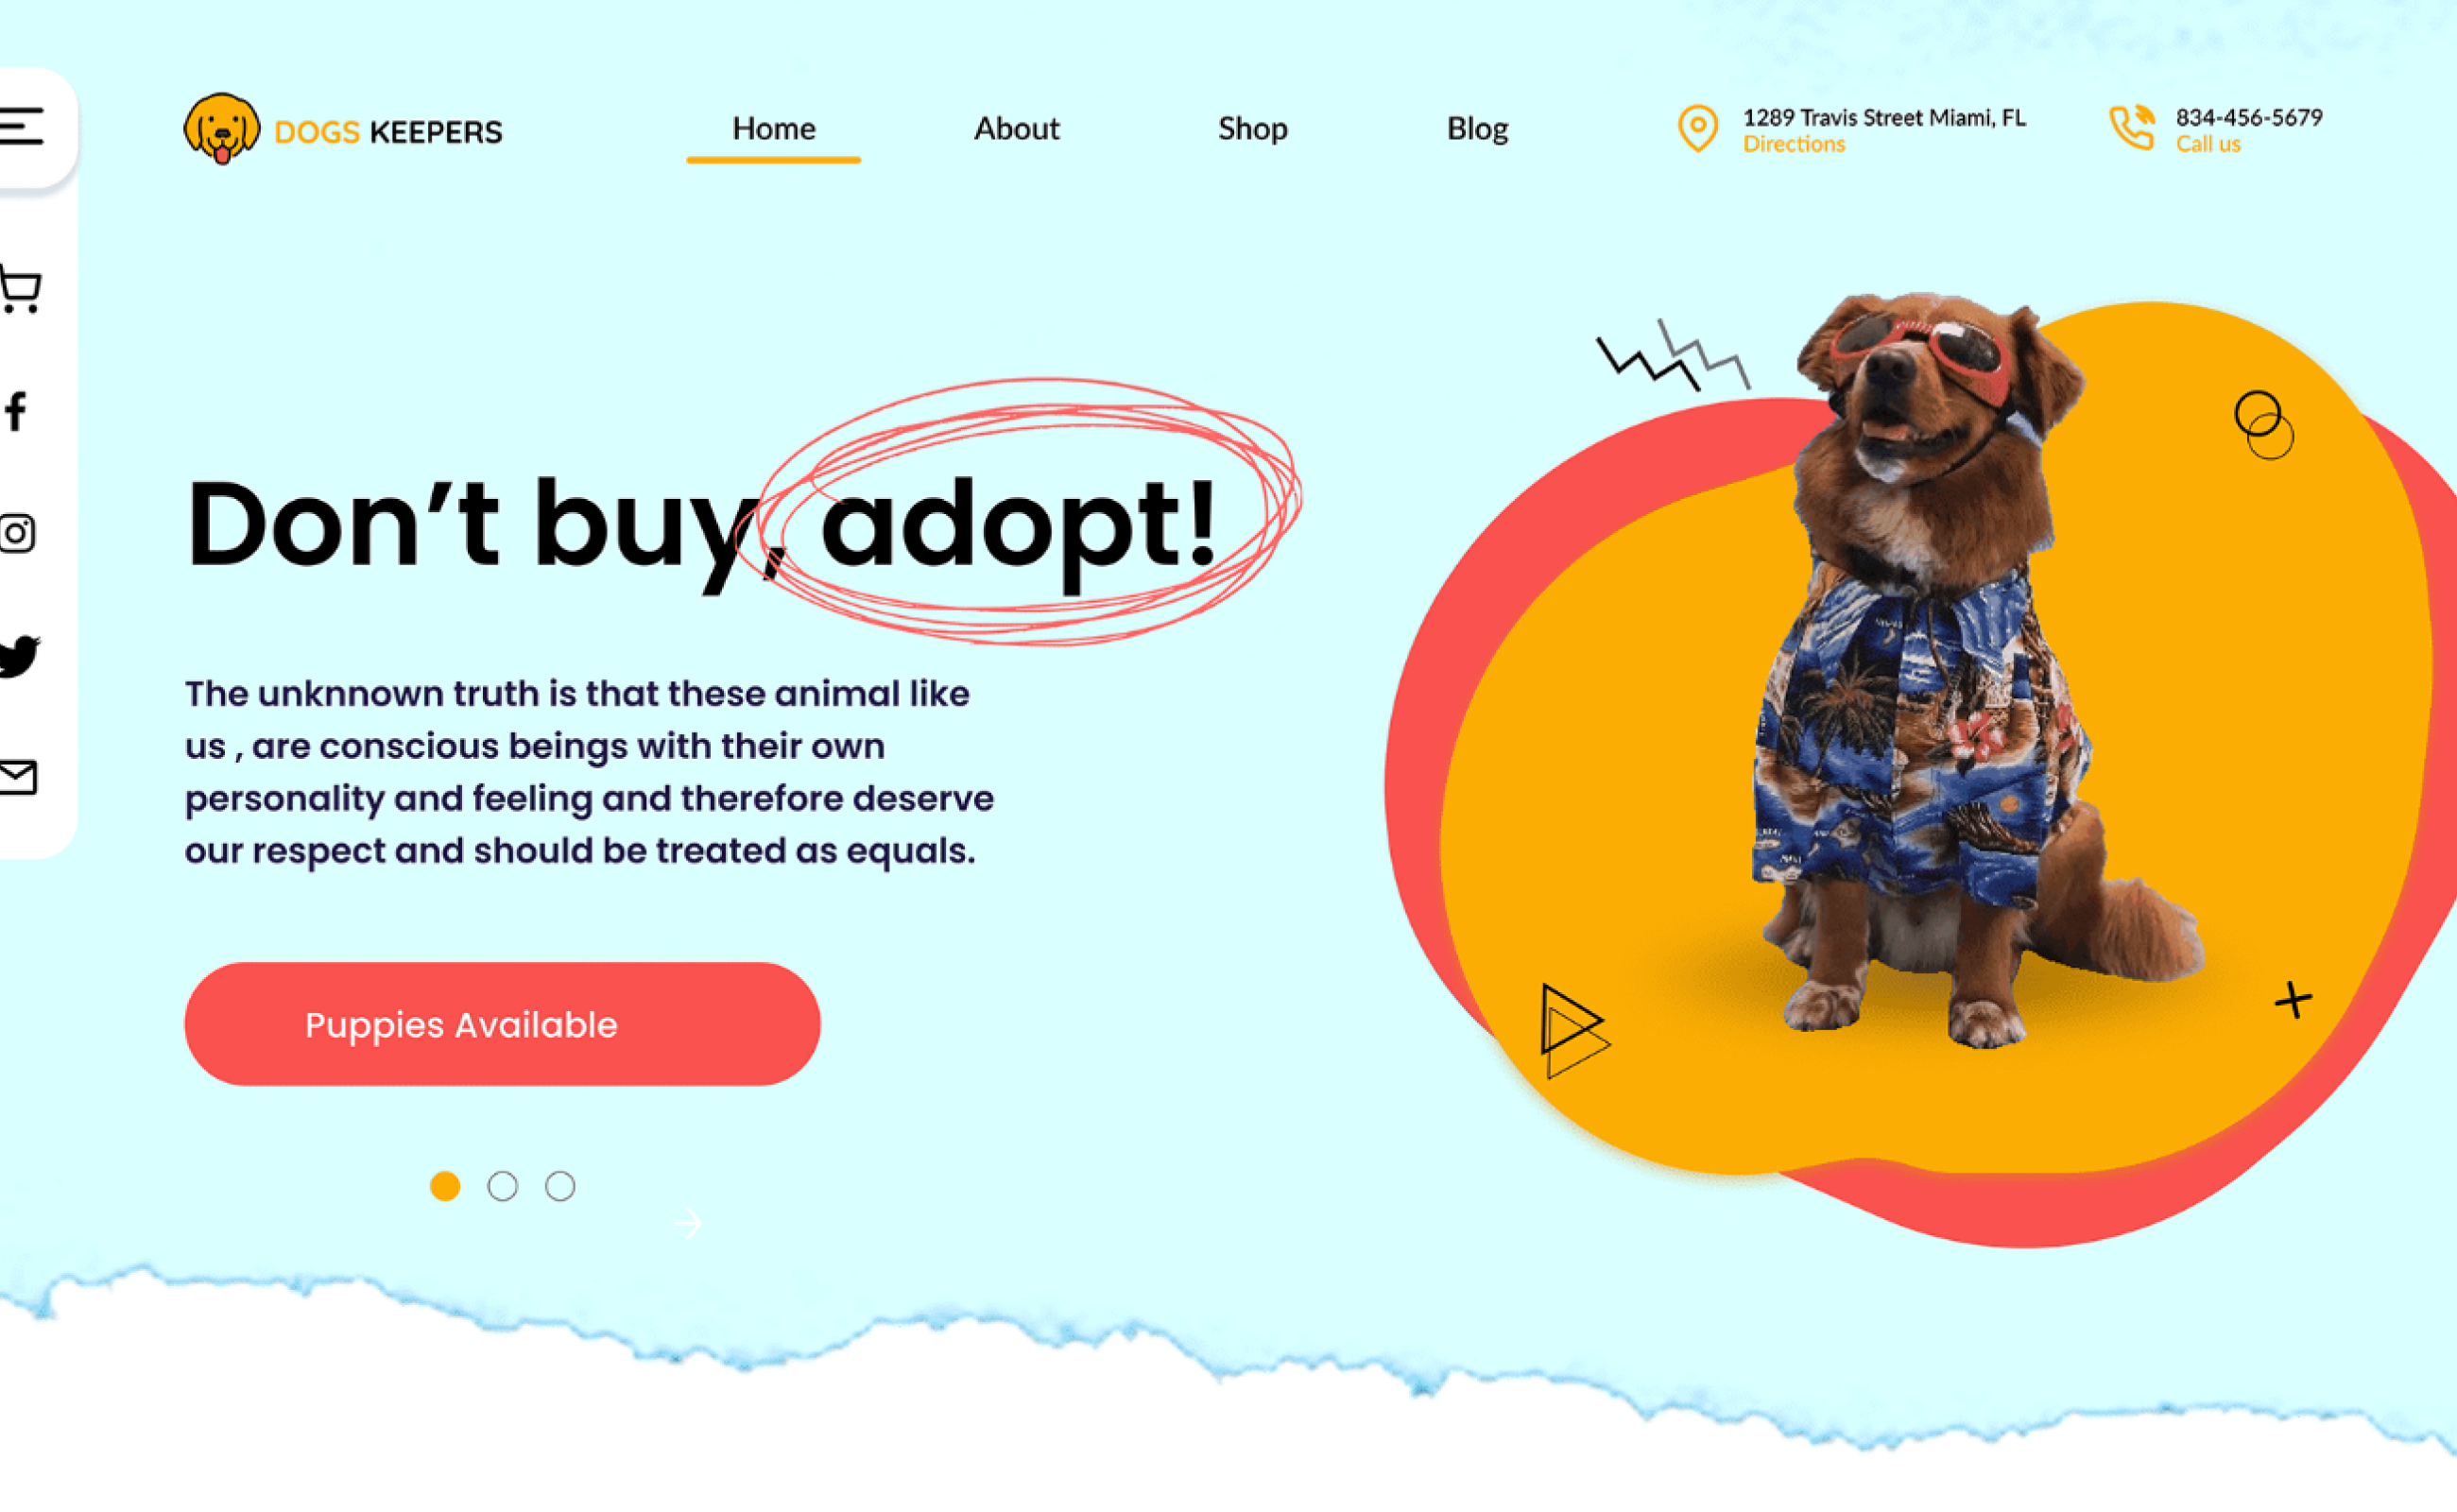 DOGS KEEPERS
Home
About
Shop
Blog
1289 Travis Street Miami, FL
Directions
834-456-5679
Call us
Don’t buy, adopt!
The unknnown truth is that these animal like
us , are conscious beings with their own
personality and feeling and therefore deserve
our respect and should be treated as equals.
Puppies Available